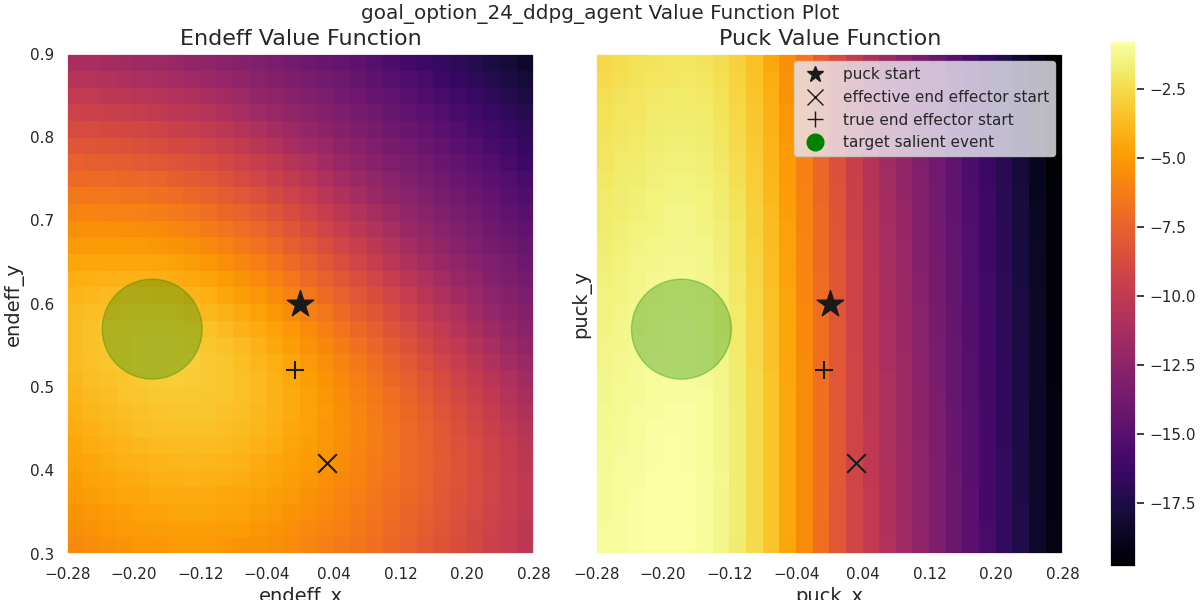 goal_option_24_ddpg_agent Value Function Plot
Endeff Value Function
Puck Value Function
0.9
0.8
0.7
0.6
0.5
0.4
0.3
endeff_y
−0.28 −0.20 −0.12 −0.04 0.04 0.12 0.20 0.28
endeff_x
puck_y
puck start
effective end effector start
true end effector start
target salient event
−0.28 −0.20 −0.12 −0.04 0.04 0.12 0.20 0.28
puck_x
−2.5
−5.0
−7.5
−10.0
−12.5
−15.0
−17.5